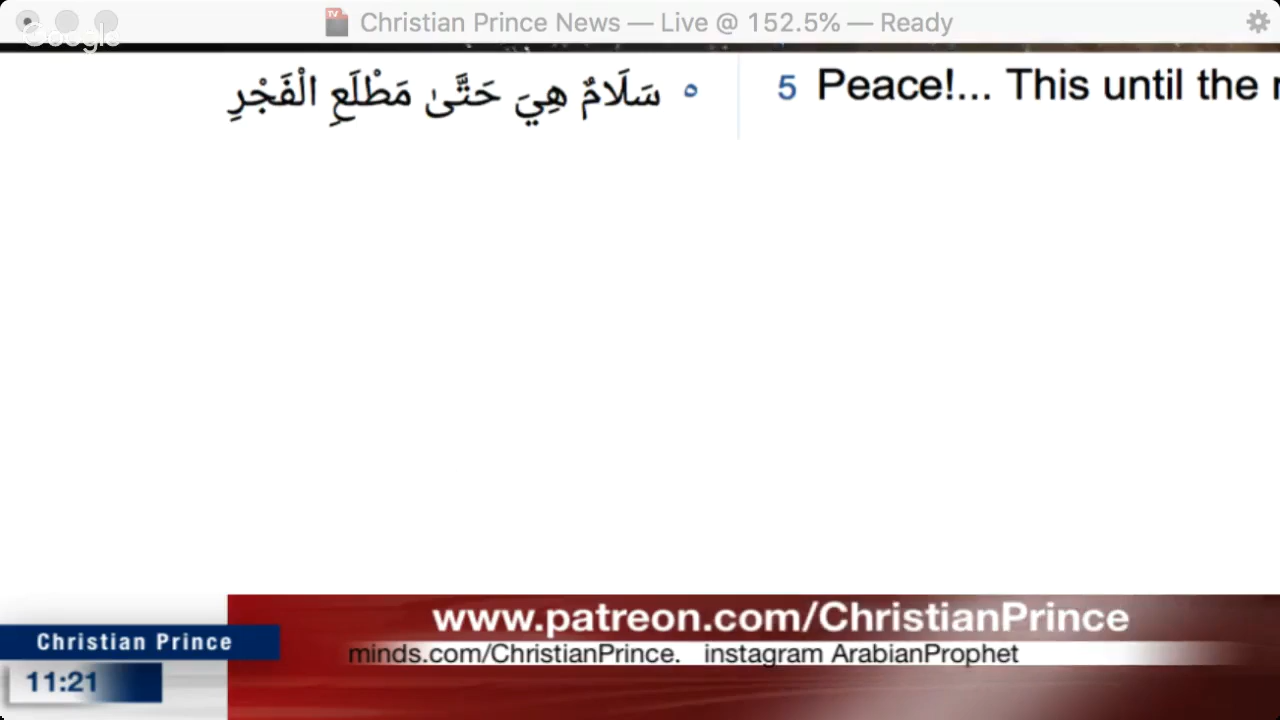 Christian Prince News — Live @ 152.5% — Ready
Google
سَلَامٌ هِيَ حَتَّىٰ مَطْلَعِ الْفَجْرِ ٥
5 Peace!... This until the
www.patreon.com/ChristianPrince
Christian Prince
minds.com/ChristianPrince. instagram ArabianProphet
11:21